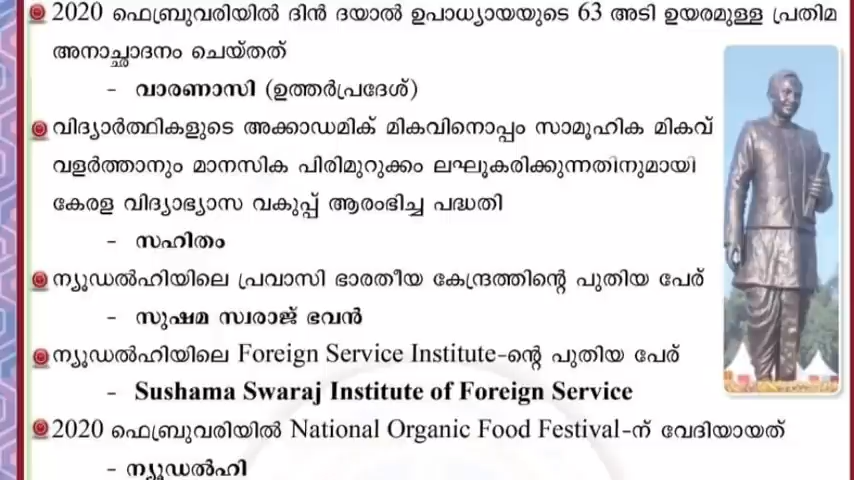 2020 ഫെബ്രുവരിയിൽ ദിൻ ദയാൽ ഉപാധ്യായയുടെ 63 അടി ഉയരമുള്ള പ്രതിമ
അനാച്ഛാദനം ചെയ്തത്
- വാരണാസി (ഉത്തർപ്രദേശ്)
വിദ്യാർത്ഥികളുടെ അക്കാഡമിക് മികവിനൊപ്പം സാമൂഹിക മികവ്
വളർത്താനും മാനസിക പിരിമുറുക്കം ലഘൂകരിക്കുന്നതിനുമായി
കേരള വിദ്യാഭ്യാസ വകുപ്പ് ആരംഭിച്ച പദ്ധതി
- സഹിതം
ന്യൂഡൽഹിയിലെ പ്രവാസി ഭാരതീയ കേന്ദ്രത്തിന്റെ പുതിയ പേര്
- സുഷമ സ്വരാജ് ഭവൻ
ന്യൂഡൽഹിയിലെ Foreign Service Institute-ന്റെ പുതിയ പേര്
- Sushama Swaraj Institute of Foreign Service
2020 ഫെബ്രുവരിയിൽ National Organic Food Festival-ന് വേദിയായത്
- ന്യൂഡൽഹി